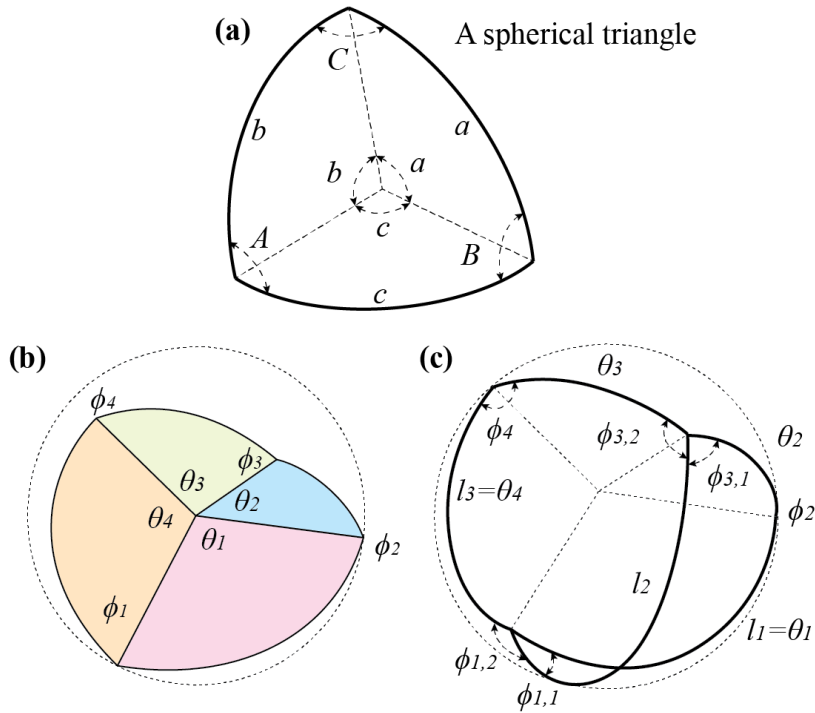 (a)
A spherical triangle
C
b
a
b
a
c
A
B
c
(b)
(c)
ϕ4
θ3
ϕ3
θ2
θ4
θ1
ϕ2
ϕ1
θ3
θ2
ϕ4
ϕ3,2
ϕ3,1
l3=θ4
ϕ2
l2
l1=θ1
ϕ1,2
ϕ1,1